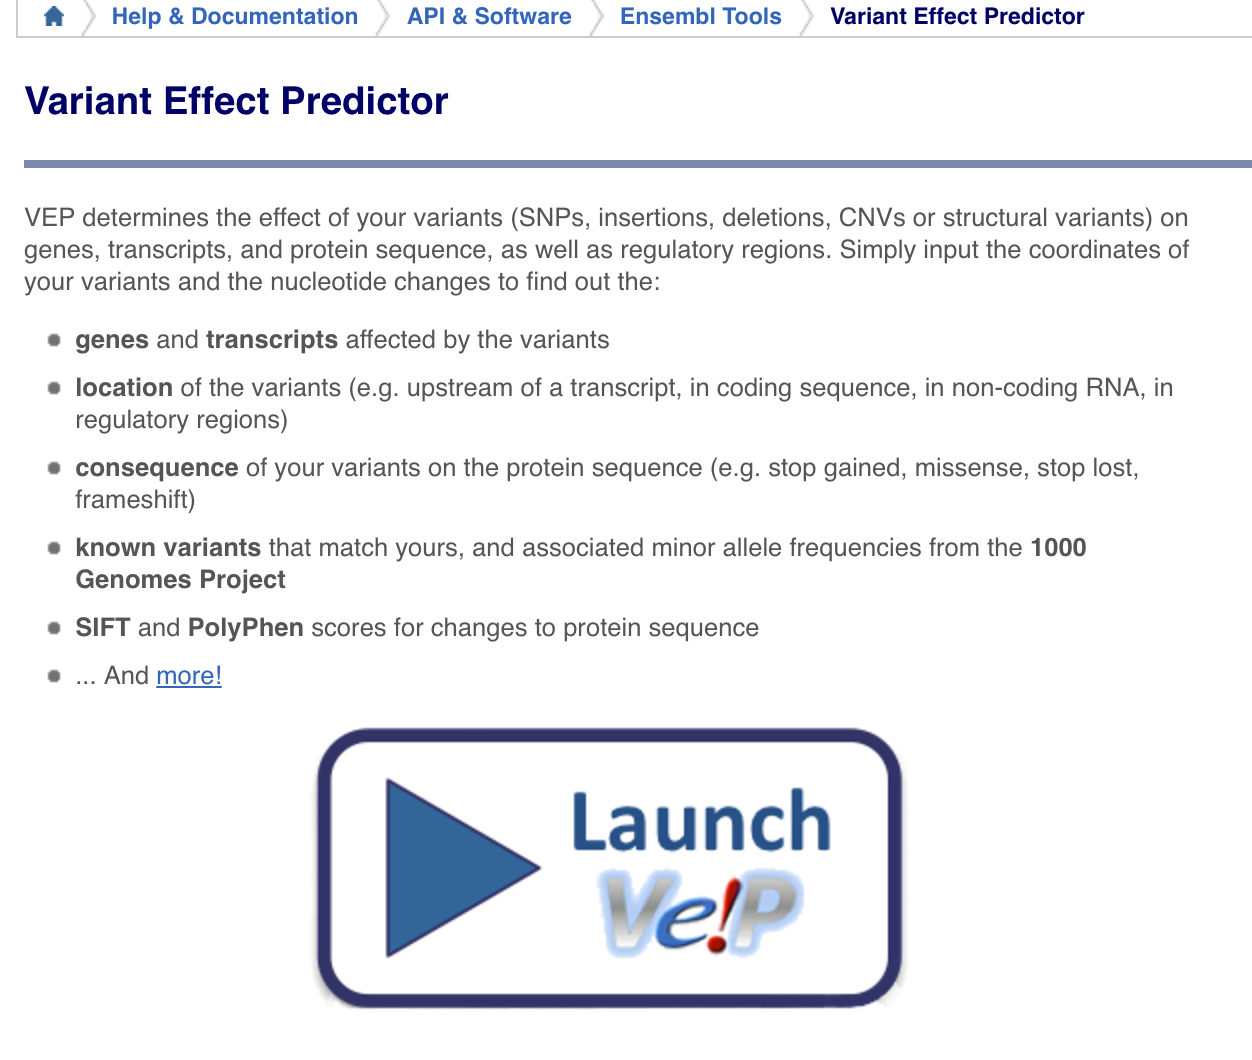 Help & Documentation API & Software Ensembl Tools Variant Effect Predictor
Variant Effect Predictor
VEP determines the effect of your variants (SNPs, insertions, deletions, CNVs or structural variants) on
genes, transcripts, and protein sequence, as well as regulatory regions. Simply input the coordinates of
your variants and the nucleotide changes to find out the:
genes and transcripts affected by the variants
location of the variants (e.g. upstream of a transcript, in coding sequence, in non-coding RNA, in
regulatory regions)
consequence of your variants on the protein sequence (e.g. stop gained, missense, stop lost,
frameshift)
known variants that match yours, and associated minor allele frequencies from the 1000
Genomes Project
SIFT and PolyPhen scores for changes to protein sequence
... And more!
Launch
Ve!P